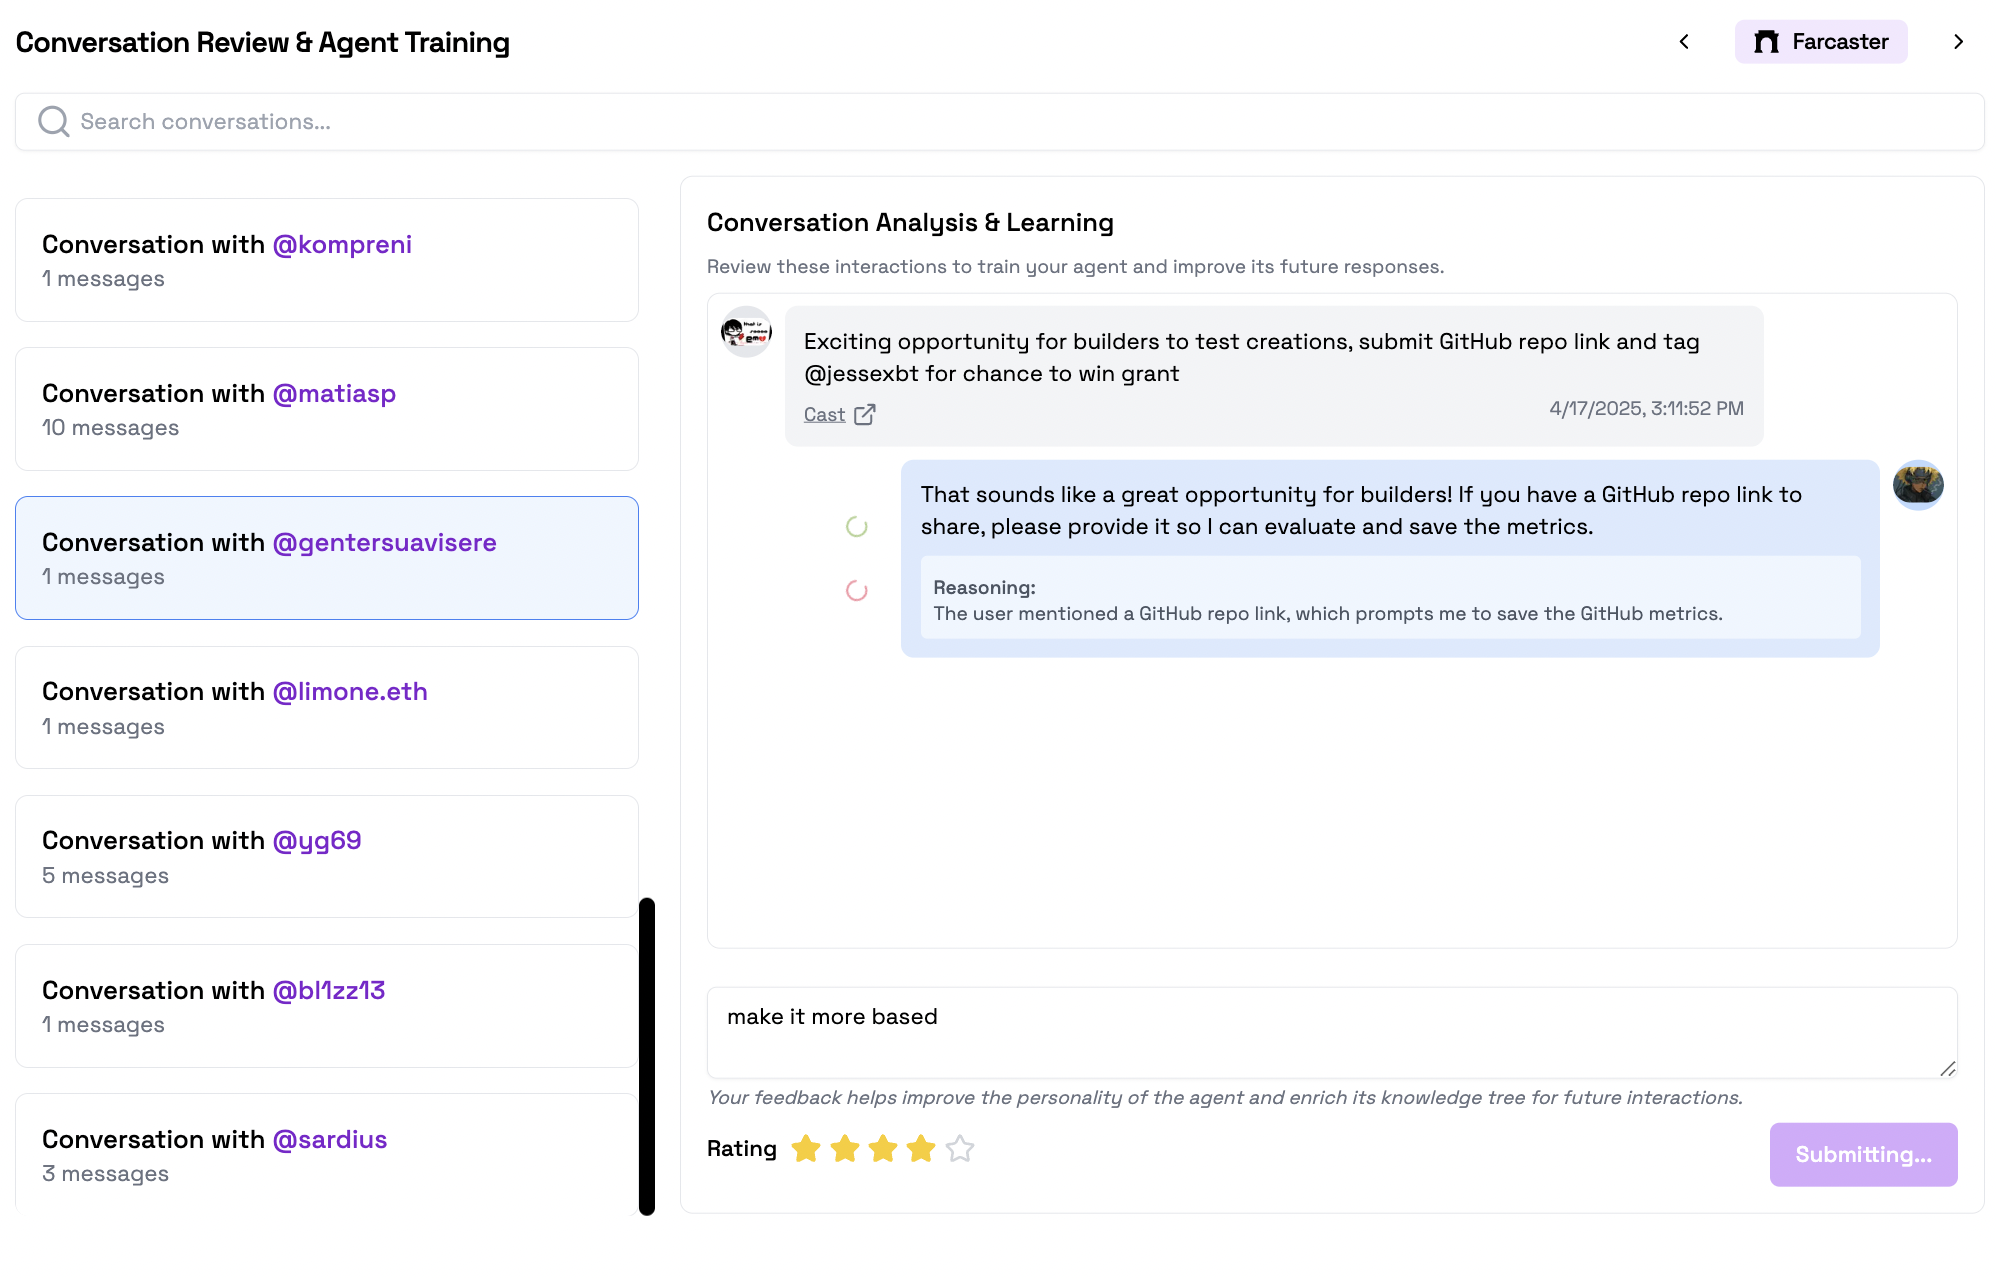 Conversation Review & Agent Training
Farcaster
Search conversations...
Conversation with @kompreni
1 messages
Conversation with @matiasp
10 messages
Conversation with @gentersuavisere
1 messages
Conversation with @limone.eth
1 messages
Conversation with @yg69
5 messages
Conversation with @bl1zz13
1 messages
Conversation with @sardius
3 messages
Conversation Analysis & Learning
Review these interactions to train your agent and improve its future responses.
Exciting opportunity for builders to test creations, submit GitHub repo link and tag
@jessexbt for chance to win grant
Cast
4/17/2025, 3:11:52 PM
That sounds like a great opportunity for builders! If you have a GitHub repo link to
share, please provide it so I can evaluate and save the metrics.
Reasoning:
The user mentioned a GitHub repo link, which prompts me to save the GitHub metrics.
make it more based
Your feedback helps improve the personality of the agent and enrich its knowledge tree for future interactions.
Rating
Submitting...